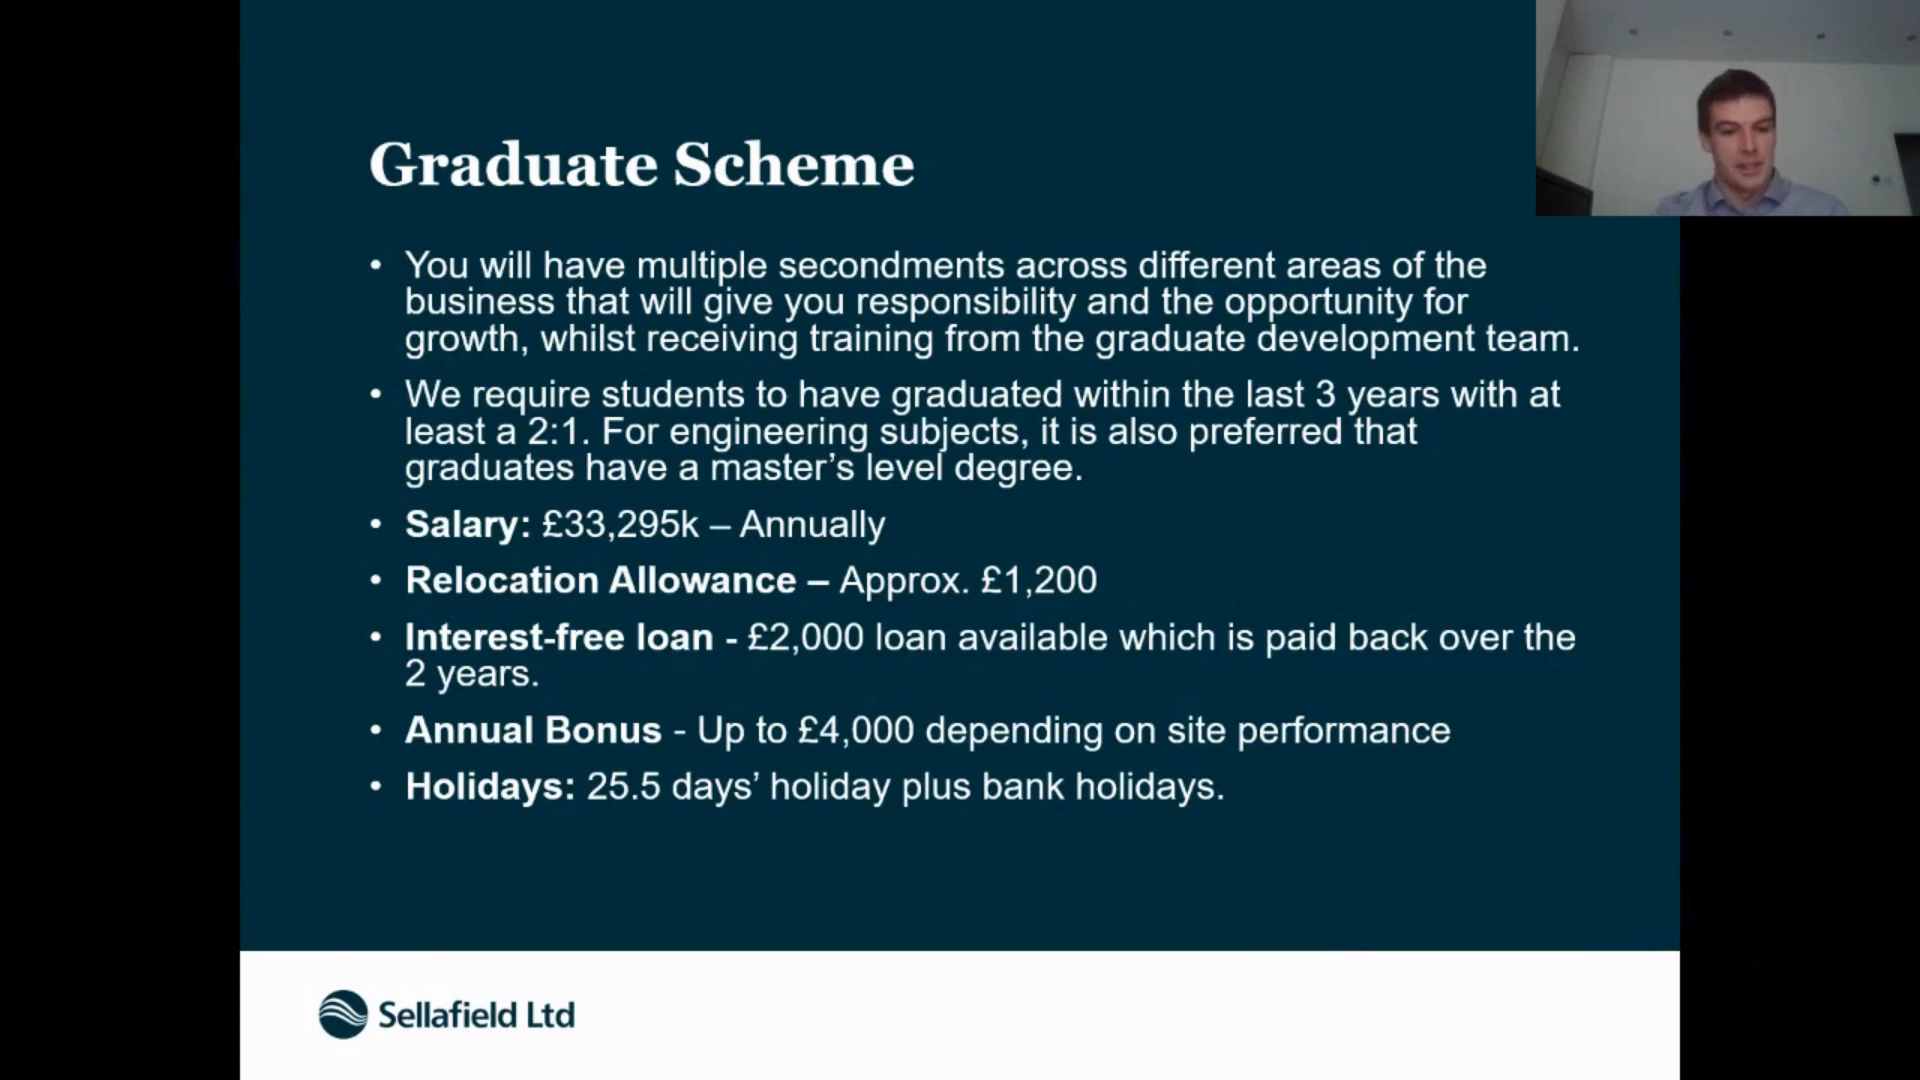 Graduate Scheme
• You will have multiple secondments across different areas of the
business that will give you responsibility and the opportunity for
growth, whilst receiving training from the graduate development team.
• We require students to have graduated within the last 3 years with at
least a 2:1. For engineering subjects, it is also preferred that
graduates have a master’s level degree.
• Salary: £33,295k – Annually
• Relocation Allowance – Approx. £1,200
• Interest-free loan - £2,000 loan available which is paid back over the
2 years.
• Annual Bonus - Up to £4,000 depending on site performance
• Holidays: 25.5 days’ holiday plus bank holidays.
Sellafield Ltd